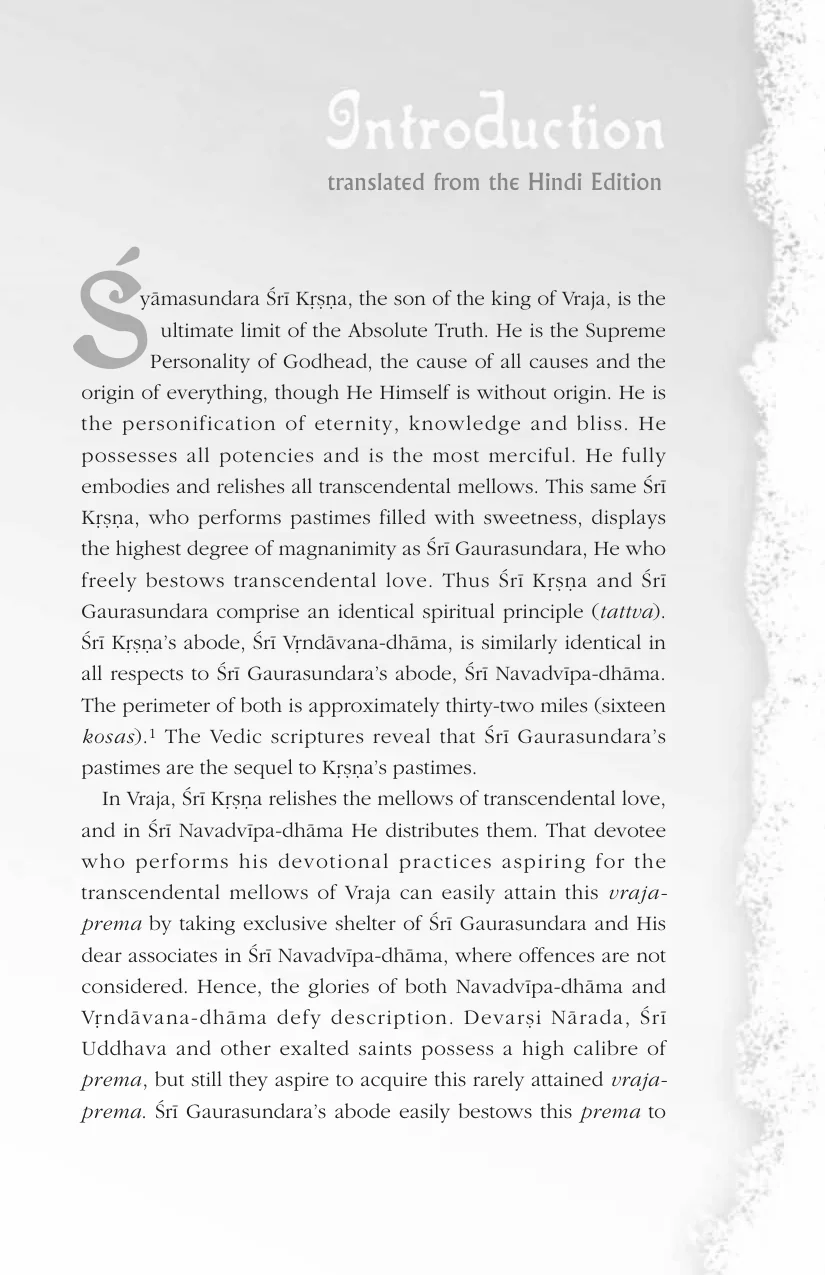 Introduction
translated from the Hindi Edition
Śyāmasundara Śrī Kṛṣṇa, the son of the king of Vraja, is the
ultimate limit of the Absolute Truth. He is the Supreme
Personality of Godhead, the cause of all causes and the
origin of everything, though He Himself is without origin. He is
the personification of eternity, knowledge and bliss. He
possesses all potencies and is the most merciful. He fully
embodies and relishes all transcendental mellows. This same Śrī
Kṛṣṇa, who performs pastimes filled with sweetness, displays
the highest degree of magnanimity as Śrī Gaurasundara, He who
freely bestows transcendental love. Thus Śrī Kṛṣṇa and Śrī
Gaurasundara comprise an identical spiritual principle (tattva).
Śrī Kṛṣṇa’s abode, Śrī Vṛndāvana-dhāma, is similarly identical in
all respects to Śrī Gaurasundara’s abode, Śrī Navadvīpa-dhāma.
The perimeter of both is approximately thirty-two miles (sixteen
kosas).¹ The Vedic scriptures reveal that Śrī Gaurasundara’s
pastimes are the sequel to Kṛṣṇa’s pastimes.
In Vraja, Śrī Kṛṣṇa relishes the mellows of transcendental love,
and in Śrī Navadvīpa-dhāma He distributes them. That devotee
who performs his devotional practices aspiring for the
transcendental mellows of Vraja can easily attain this vraja-
prema by taking exclusive shelter of Śrī Gaurasundara and His
dear associates in Śrī Navadvīpa-dhāma, where offences are not
considered. Hence, the glories of both Navadvīpa-dhāma and
Vṛndāvana-dhāma defy description. Devarṣi Nārada, Śrī
Uddhava and other exalted saints possess a high calibre of
prema, but still they aspire to acquire this rarely attained vraja-
prema. Śrī Gaurasundara’s abode easily bestows this prema to